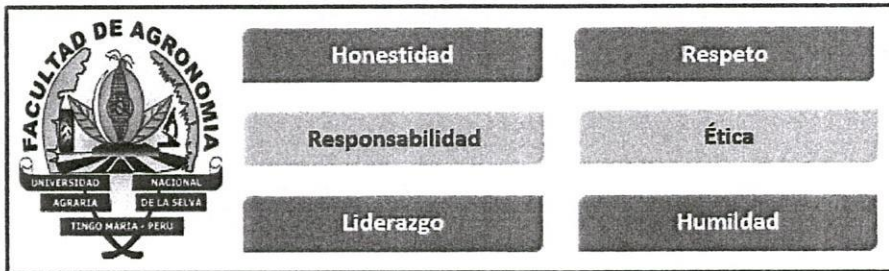 FACULTAD DE AGRONOMIA
UNIVERSIDAD NACIONAL
AGRARIA DE LA SELVA
TINGO MARIA - PERU
Honestidad Respeto
Responsabilidad Ética
Liderazgo Humildad